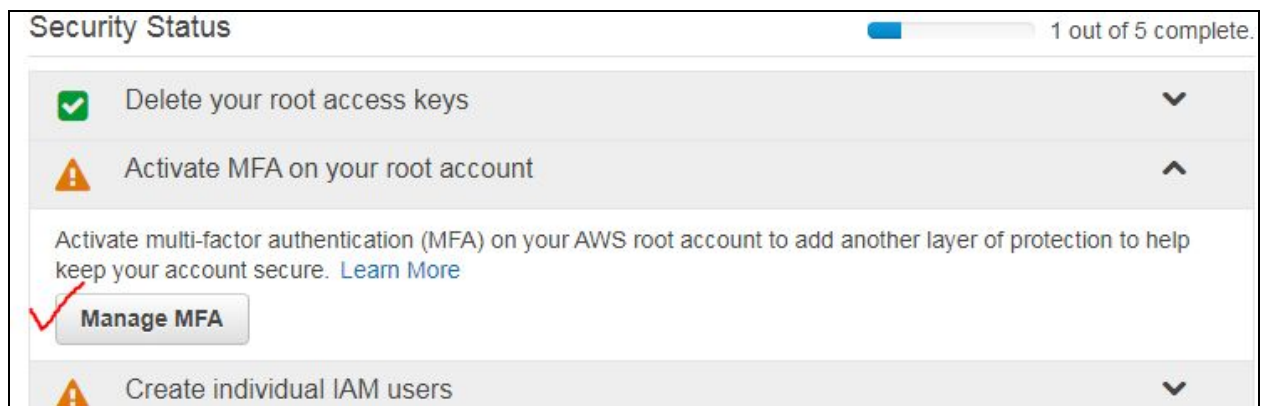 Security Status
1 out of 5 complete.
Delete your root access keys
Activate MFA on your root account
Activate multi-factor authentication (MFA) on your AWS root account to add another layer of protection to help
keep your account secure. Learn More
Manage MFA
Create individual IAM users